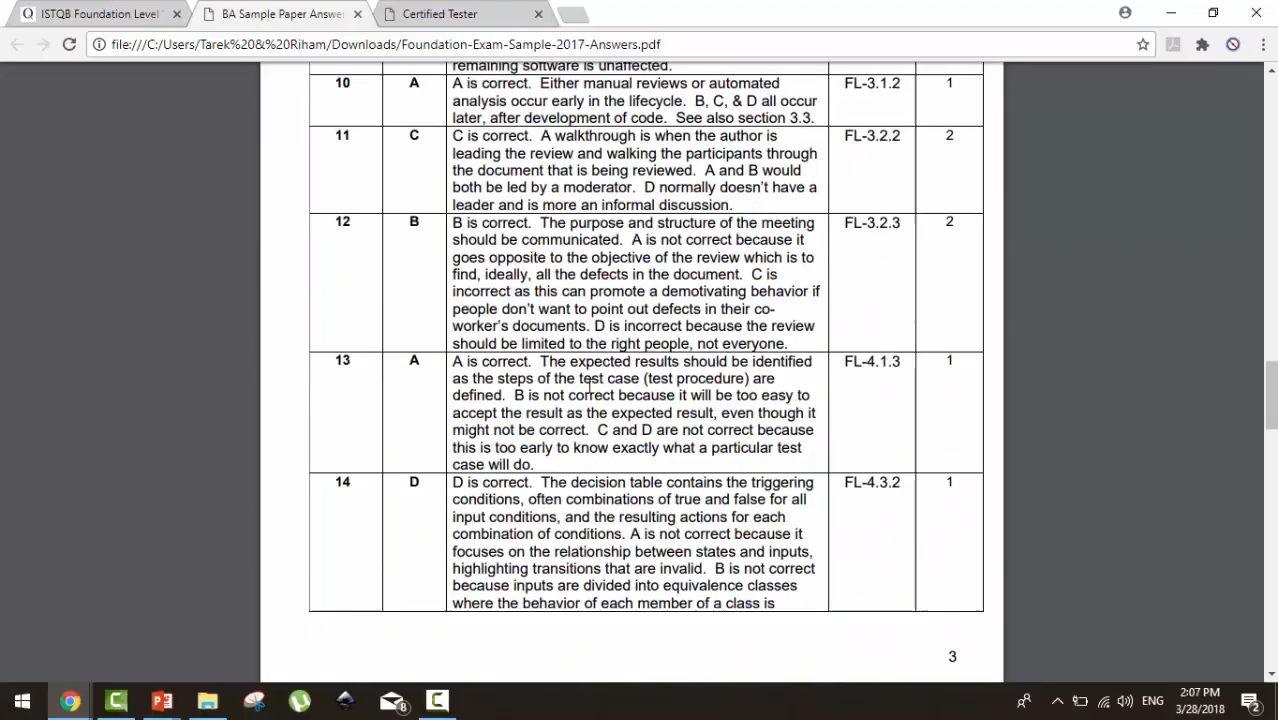 ISTQB Foundation Level
BA Sample Paper Answe
Certified Tester
file:///C:/Users/Tarek%20&%20Riham/Downloads/Foundation-Exam-Sample-2017-Answers.pdf
remaining software is unaffected.
10 A A is correct. Either manual reviews or automated FL-3.1.2 1
analysis occur early in the lifecycle. B, C, & D all occur
later, after development of code. See also section 3.3.
11 C C is correct. A walkthrough is when the author is FL-3.2.2 2
leading the review and walking the participants through
the document that is being reviewed. A and B would
both be led by a moderator. D normally doesn't have a
leader and is more an informal discussion.
12 B B is correct. The purpose and structure of the meeting FL-3.2.3 2
should be communicated. A is not correct because it
goes opposite to the objective of the review which is to
find, ideally, all the defects in the document. C is
incorrect as this can promote a demotivating behavior if
people don't want to point out defects in their co-
worker's documents. D is incorrect because the review
should be limited to the right people, not everyone.
13 A A is correct. The expected results should be identified FL-4.1.3 1
as the steps of the test case (test procedure) are
defined. B is not correct because it will be too easy to
accept the result as the expected result, even though it
might not be correct. C and D are not correct because
this is too early to know exactly what a particular test
case will do.
14 D D is correct. The decision table contains the triggering FL-4.3.2 1
conditions, often combinations of true and false for all
input conditions, and the resulting actions for each
combination of conditions. A is not correct because it
focuses on the relationship between states and inputs,
highlighting transitions that are invalid. B is not correct
because inputs are divided into equivalence classes
where the behavior of each member of a class is
3
ENG
2:07 PM
3/28/2018